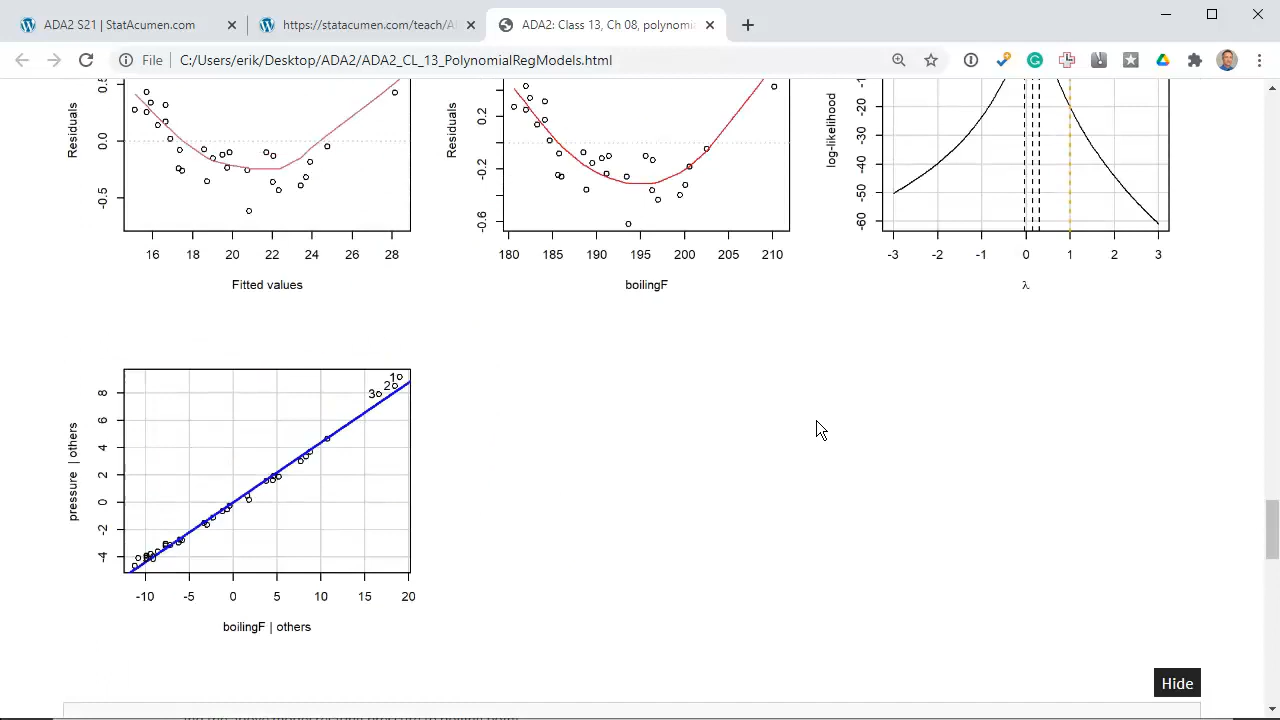 ADA2 S21 | StatAcumen.com
https://statacumen.com/teach/A
ADA2: Class 13, Ch 08, polynomia
File
C:/Users/erik/Desktop/ADA2/ADA2_CL_13_PolynomialRegModels.html
Residuals
0.5
0.0
-0.5
16 18 20 22 24 26 28
Fitted values
Residuals
0.2
-0.2
-0.6
180 185 190 195 200 205 210
boilingF
log-likelihood
-10
-20
-30
-40
-50
-60
-3 -2 -1 0 1 2 3
λ
pressure | others
8
6
4
2
0
-2
-4
1
2
3
-10 -5 0 5 10 15 20
boilingF | others
Hide